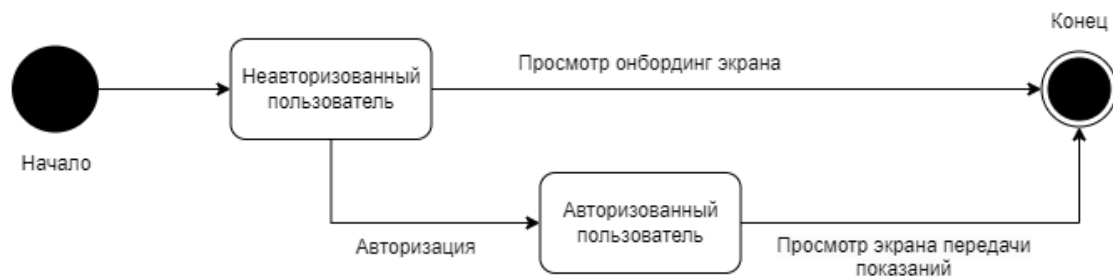 Конец
Неавторизованный
пользователь
Просмотр онбординг экрана
Начало
Авторизованный
пользователь
Авторизация
Просмотр экрана передачи
показаний